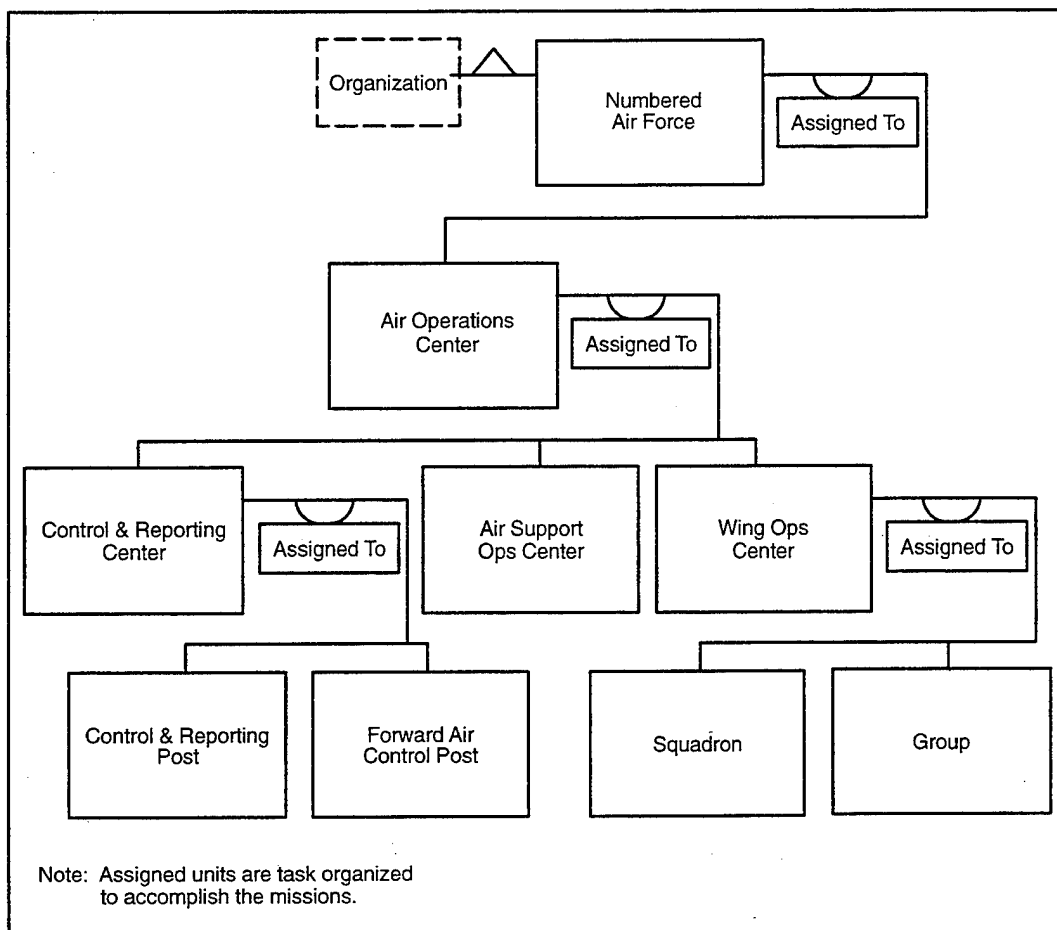 Organization
Numbered
Air Force
Assigned To
Air Operations
Center
Assigned To
Control & Reporting
Center
Assigned To
Air Support
Ops Center
Wing Ops
Center
Assigned To
Control & Reporting
Post
Forward Air
Control Post
Squadron
Group
Note: Assigned units are task organized
to accomplish the missions.